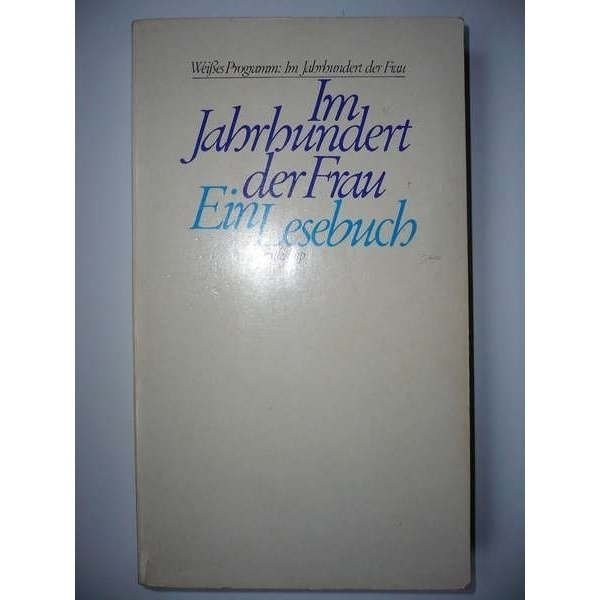 Weißes Programm: Im Jahrhundert der Frau
Im
Jahrhundert
der Frau
Ein Lesebuch